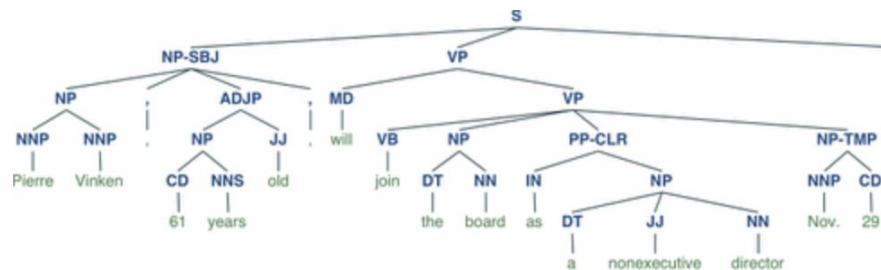 S
NP-SBJ VP
NP , ADJP , MD VP
NNP NNP , NP JJ , will VB NP PP-CLR NP-TMP
Pierre Vinken CD NNS old join DT NN IN NP NNP CD
61 years the board as DT JJ NN Nov. 29
a nonexecutive director